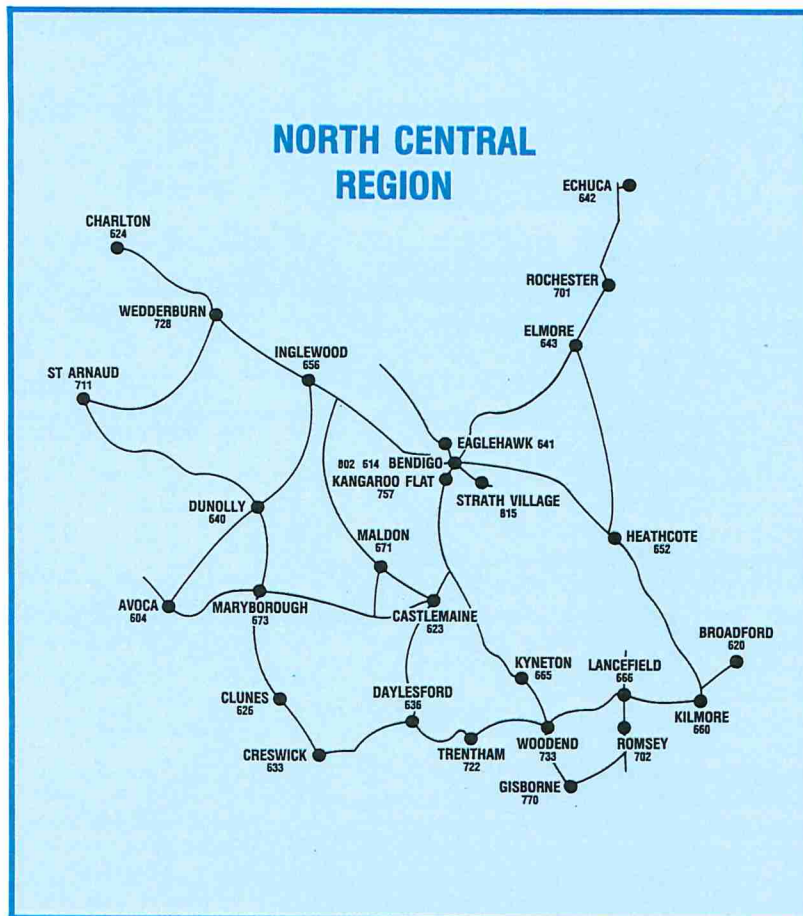 NORTH CENTRAL
REGION
ECHUCA
642
CHARLTON
624
ROCHESTER
701
WEDDERBURN
728
ELMORE
643
INGLEWOOD
656
ST ARNAUD
711
EAGLEHAWK 641
802 514 BENDIGO
KANGAROO FLAT
757
STRATH VILLAGE
815
DUNOLLY
640
MALDON
671
HEATHCOTE
652
AVOCA
604
MARYBOROUGH
673
CASTLEMAINE
623
BROADFORD
620
KYNETON
665
LANCEFIELD
666
CLUNES
626
DAYLESFORD
636
KILMORE
660
CRESWICK
633
TRENTHAM
722
WOODEND
733
ROMSEY
702
GISBORNE
770